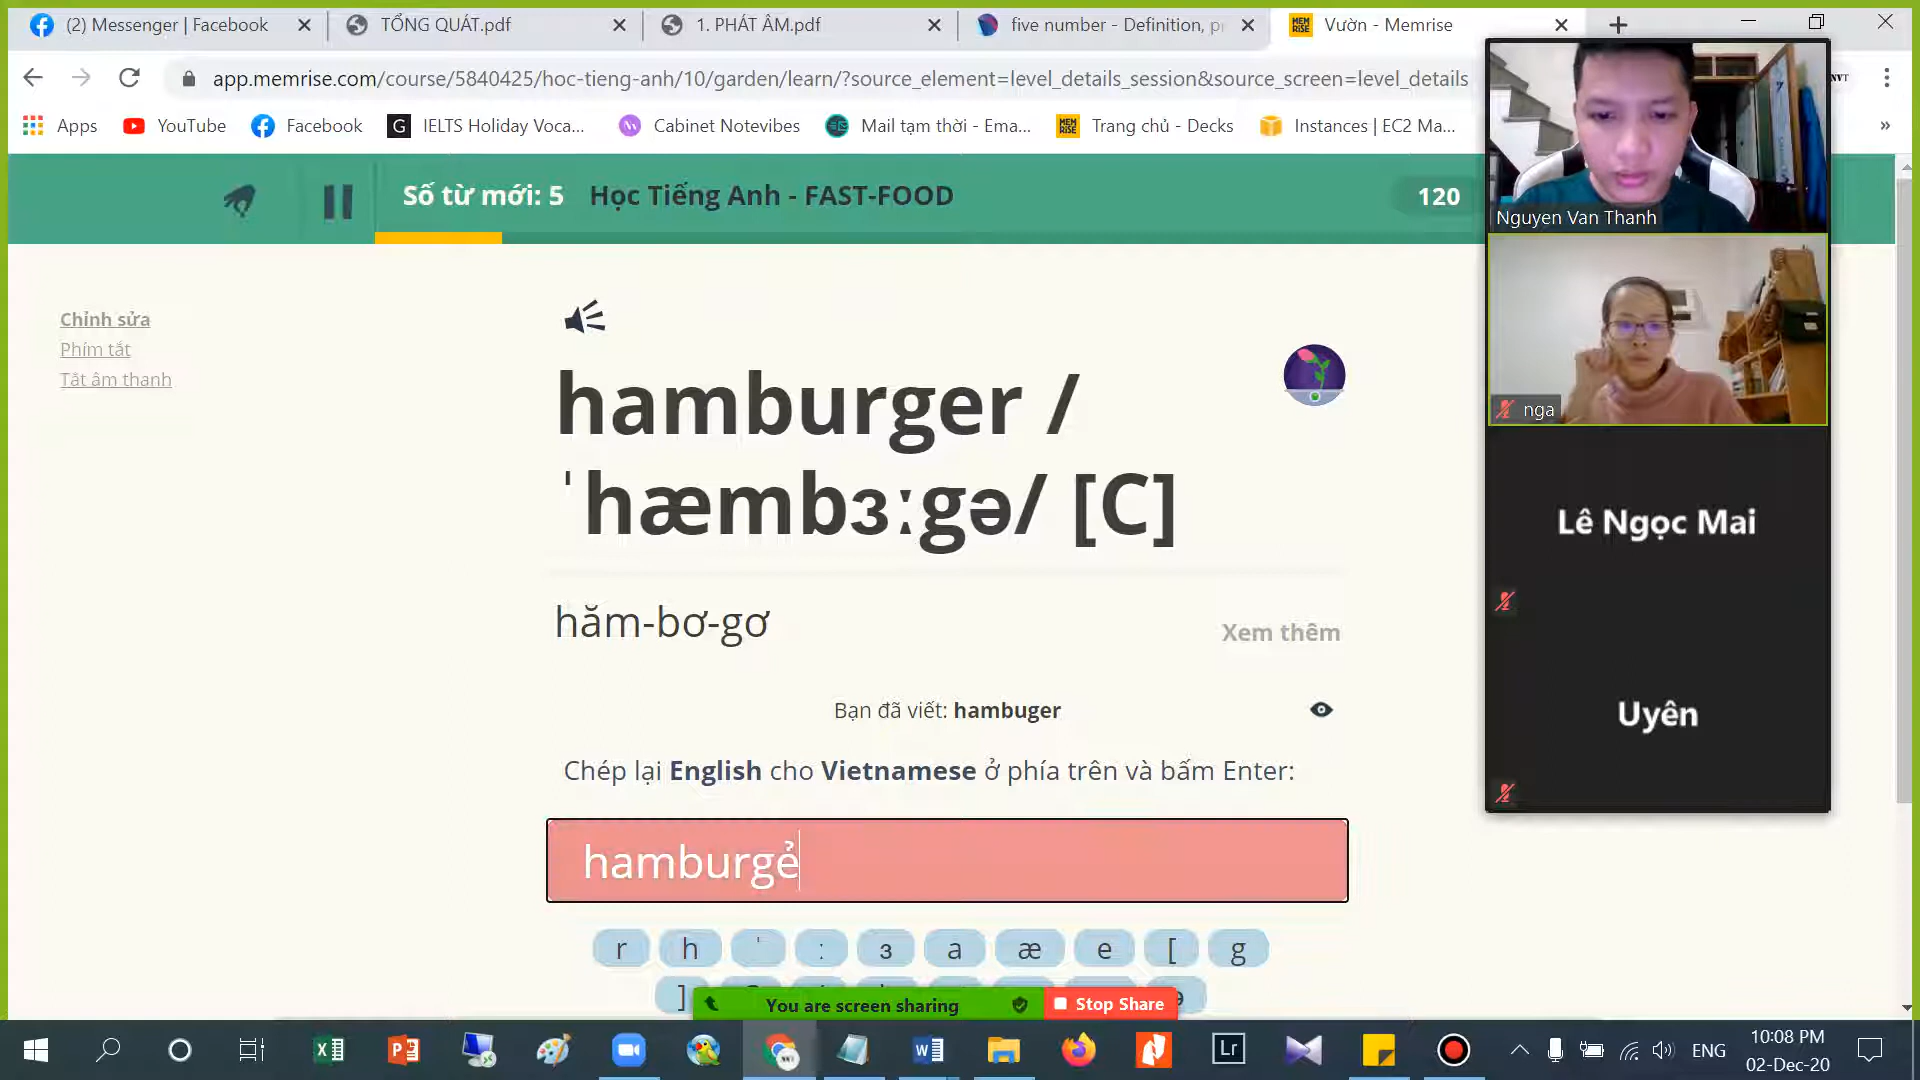 (2) Messenger | Facebook
TỔNG QUÁT.pdf
1. PHÁT ÂM.pdf
five number - Definition, pr
Vườn - Memrise
app.memrise.com/course/5840425/hoc-tieng-anh/10/garden/learn/?source_element=level_details_session&source_screen=level_details
Apps
YouTube
Facebook
IELTS Holiday Voca...
Cabinet Notevibes
Mail tạm thời - Ema...
Trang chủ - Decks
Instances | EC2 Ma...
»
Số từ mới: 5
Học Tiếng Anh - FAST-FOOD
120
Nguyen Van Thanh
nga
Lê Ngọc Mai
Uyên
Chỉnh sửa
Phím tắt
Tắt âm thanh
hamburger /
ˈhæmbɜːgə/ [C]
hăm-bơ-gơ
Xem thêm
Bạn đã viết: hambuger
Chép lại English cho Vietnamese ở phía trên và bấm Enter:
hamburgẻ
r h ˈ ː ɜ a æ e [ g
]
You are screen sharing
Stop Share
Lr
ENG
10:08 PM
02-Dec-20